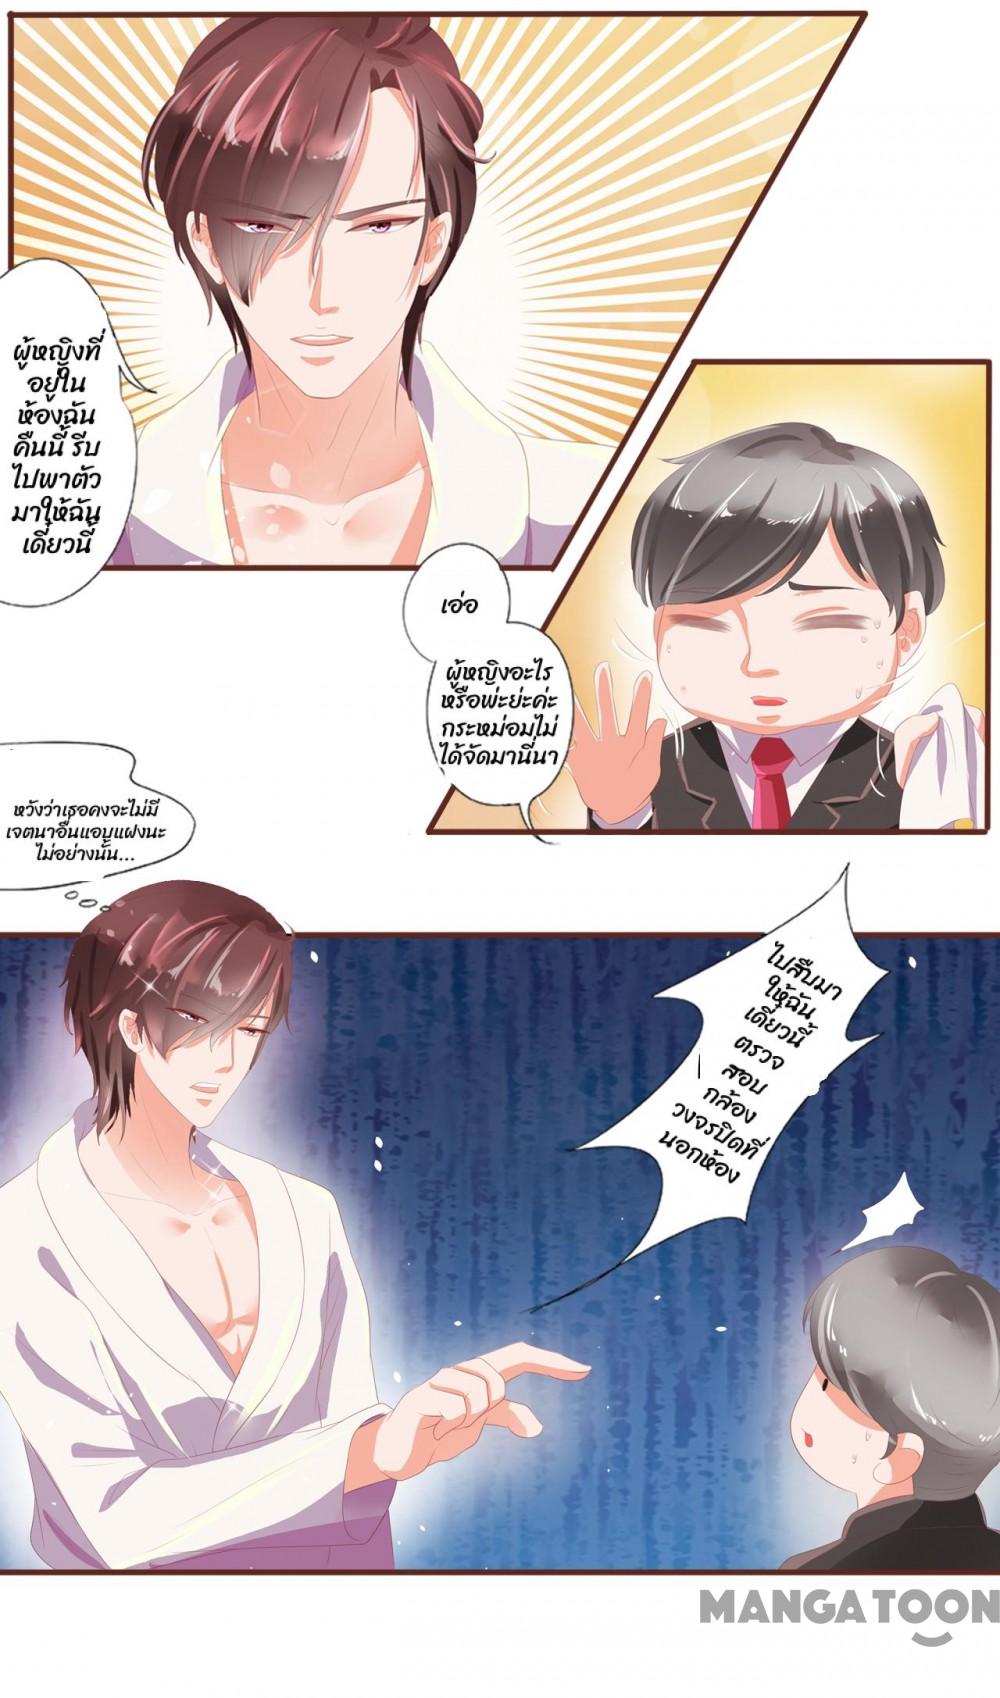 ผู้หญิงที่
อยู่ใน
ห้องฉัน
คืนนี้ รีบ
ไปพาตัว
มาให้ฉัน
เดี๋ยวนี้
เอ่อ
ผู้หญิงอะไร
หรือพ่ะย่ะค่ะ
กระหม่อมไม่
ได้จัดมานี่นา
หวังว่าเธอคงจะไม่มี
เจตนาอื่นแอบแฝงนะ
ไม่อย่างนั้น...
ไปสืบมา
ให้ฉัน
เดี๋ยวนี้
ตรวจ
สอบ
กล้อง
วงจรปิดที่
นอกห้อง
MANGATOON